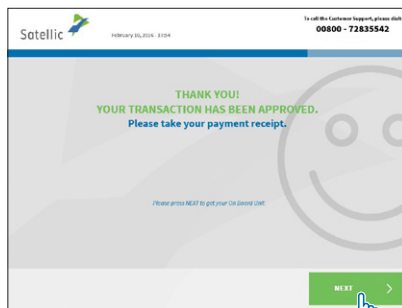 Satellic
February 10, 2016 - 17:54
To call the Customer Support, please dial:
00800 - 72835542
THANK YOU!
YOUR TRANSACTION HAS BEEN APPROVED.
Please take your payment receipt.
Please press NEXT to get your On Board Unit.
NEXT